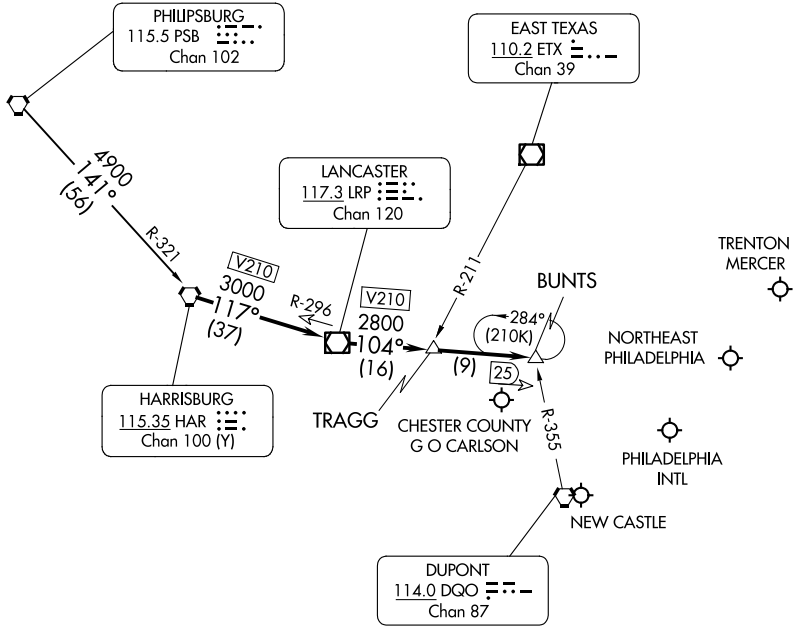 PHILIPSBURG
115.5 PSB
Chan 102
EAST TEXAS
110.2 ETX
Chan 39
4900
141°
(56)
R-321
LANCASTER
117.3 LRP
Chan 120
R-211
TRENTON
MERCER
V210
3000
117°
(37)
R-296
V210
2800
104°
(16)
BUNTS
284°
(210K)
(9)
25
NORTHEAST
PHILADELPHIA
HARRISBURG
115.35 HAR
Chan 100 (Y)
TRAGG
CHESTER COUNTY
G O CARLSON
R-355
PHILADELPHIA
INTL
NEW CASTLE
DUPONT
114.0 DQO
Chan 87